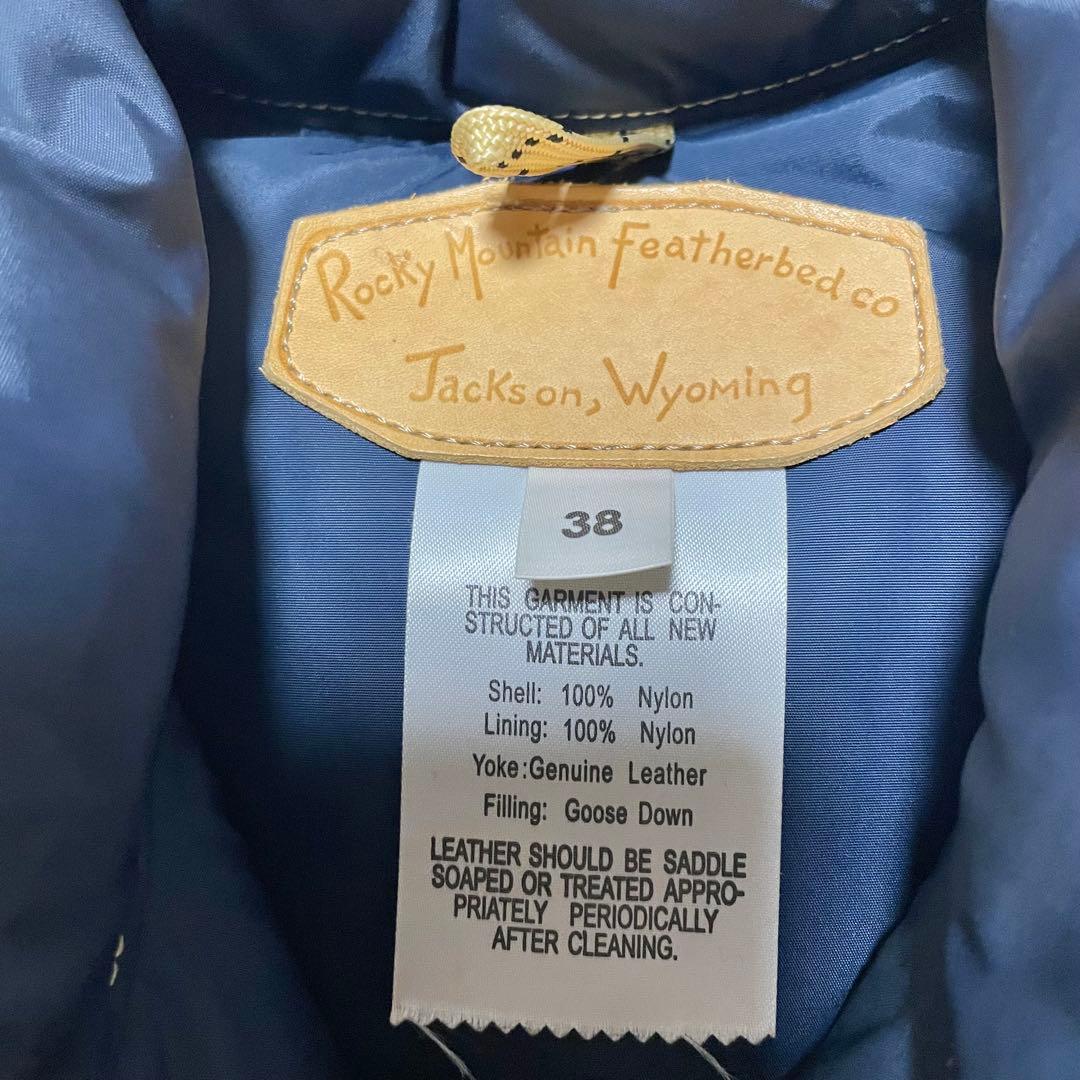 Rocky Mountain Featherbed co
Jackson, Wyoming
38
THIS GARMENT IS CON-
STRUCTED OF ALL NEW
MATERIALS.
Shell: 100% Nylon
Lining: 100% Nylon
Yoke:Genuine Leather
Filling: Goose Down
LEATHER SHOULD BE SADDLE
SOAPED OR TREATED APPRO-
PRIATELY PERIODICALLY
AFTER CLEANING.